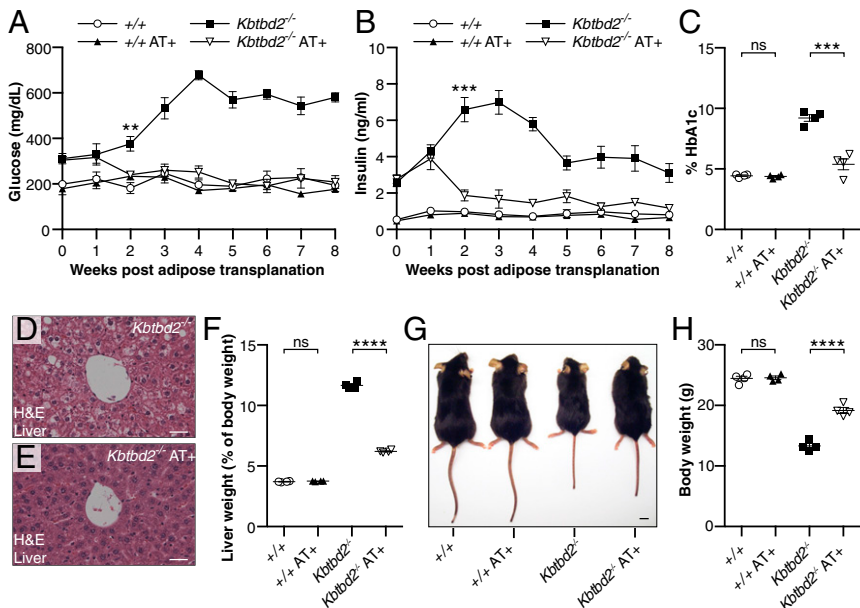 A
+/+
+/+ AT+
Kbtbd2-/-
Kbtbd2-/- AT+
Glucose (mg/dL)
800
600
400
200
0
**
0 1 2 3 4 5 6 7 8
Weeks post adipose transplanation
B
+/+
+/+ AT+
Kbtbd2-/-
Kbtbd2-/- AT+
Insulin (ng/ml)
10
8
6
4
2
0
***
0 1 2 3 4 5 6 7 8
Weeks post adipose transplanation
C
% HbA1c
15
10
5
0
ns
***
+/+
+/+ AT+
Kbtbd2-/-
Kbtbd2-/- AT+
D
Kbtbd2-/-
H&E
Liver
E
Kbtbd2-/- AT+
H&E
Liver
F
Liver weight (% of body weight)
15
10
5
0
ns
****
+/+
+/+ AT+
Kbtbd2-/-
Kbtbd2-/- AT+
G
+/+
+/+ AT+
Kbtbd2-/-
Kbtbd2-/- AT+
H
Body weight (g)
30
20
10
0
ns
****
+/+
+/+ AT+
Kbtbd2-/-
Kbtbd2-/- AT+